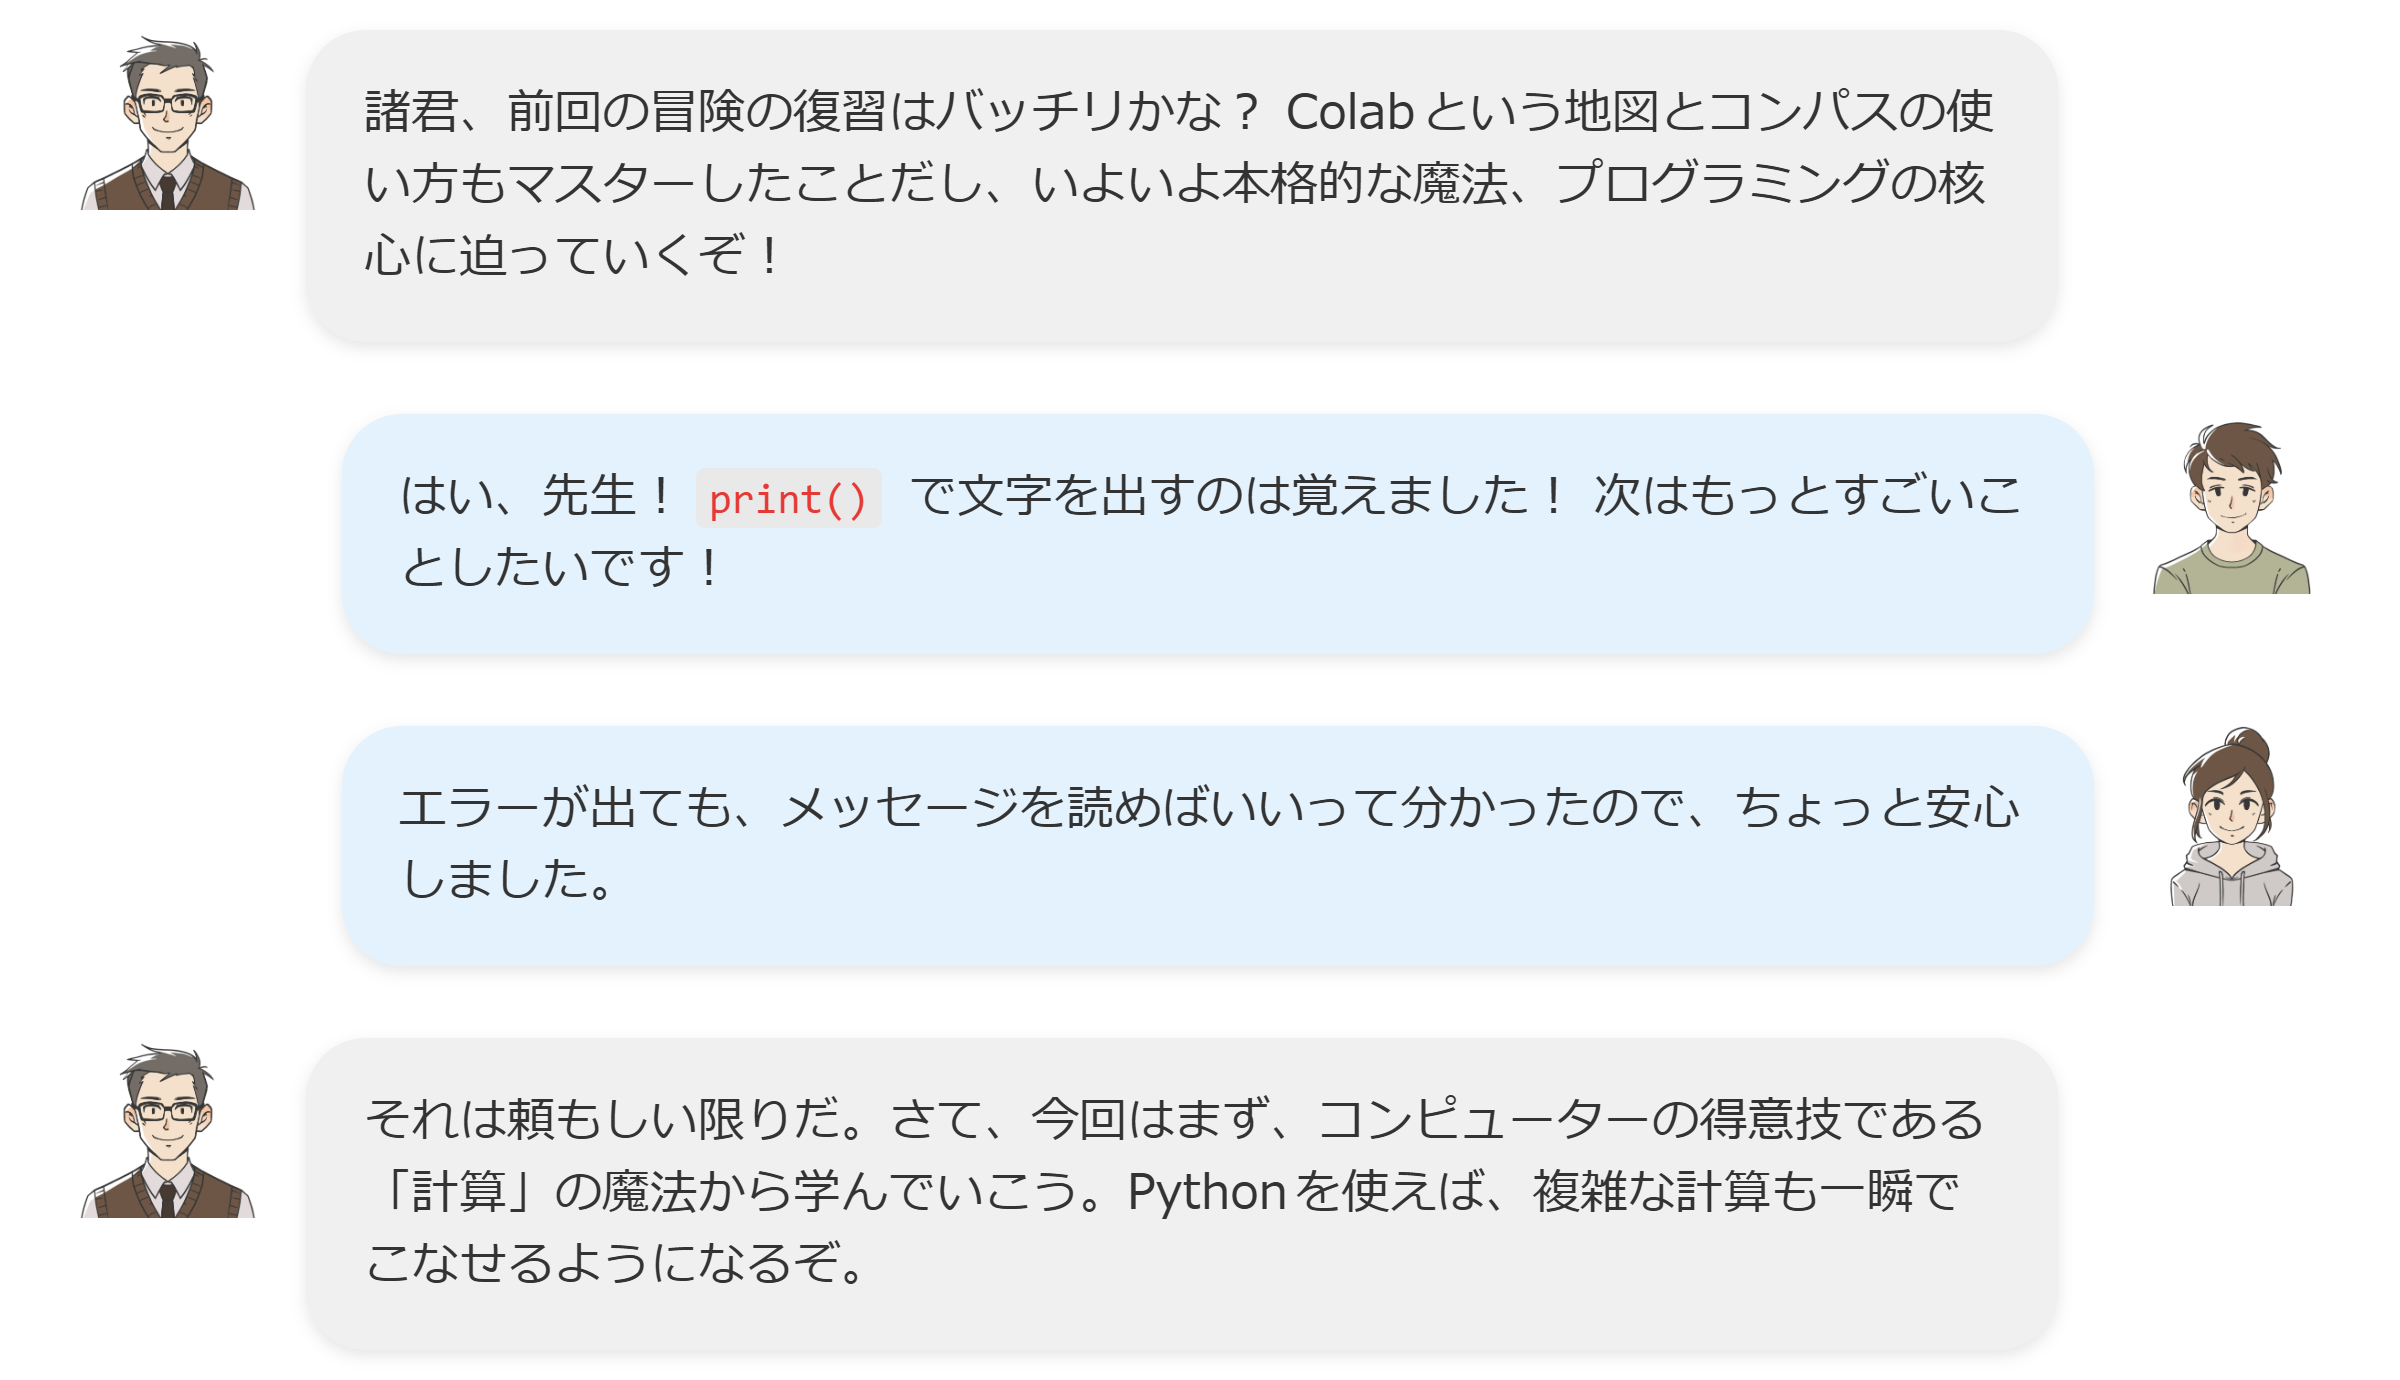 諸君、前回の冒険の復習はバッチリかな？ Colabという地図とコンパスの使
い方もマスターしたことだし、いよいよ本格的な魔法、プログラミングの核
心に迫っていくぞ！
はい、先生！ print() で文字を出すのは覚えました！ 次はもっとすごいこ
としたいです！
エラーが出ても、メッセージを読めばいいって分かったので、ちょっと安心
しました。
それは頼もしい限りだ。さて、今回はまず、コンピューターの得意技である
「計算」の魔法から学んでいこう。Pythonを使えば、複雑な計算も一瞬で
こなせるようになるぞ。